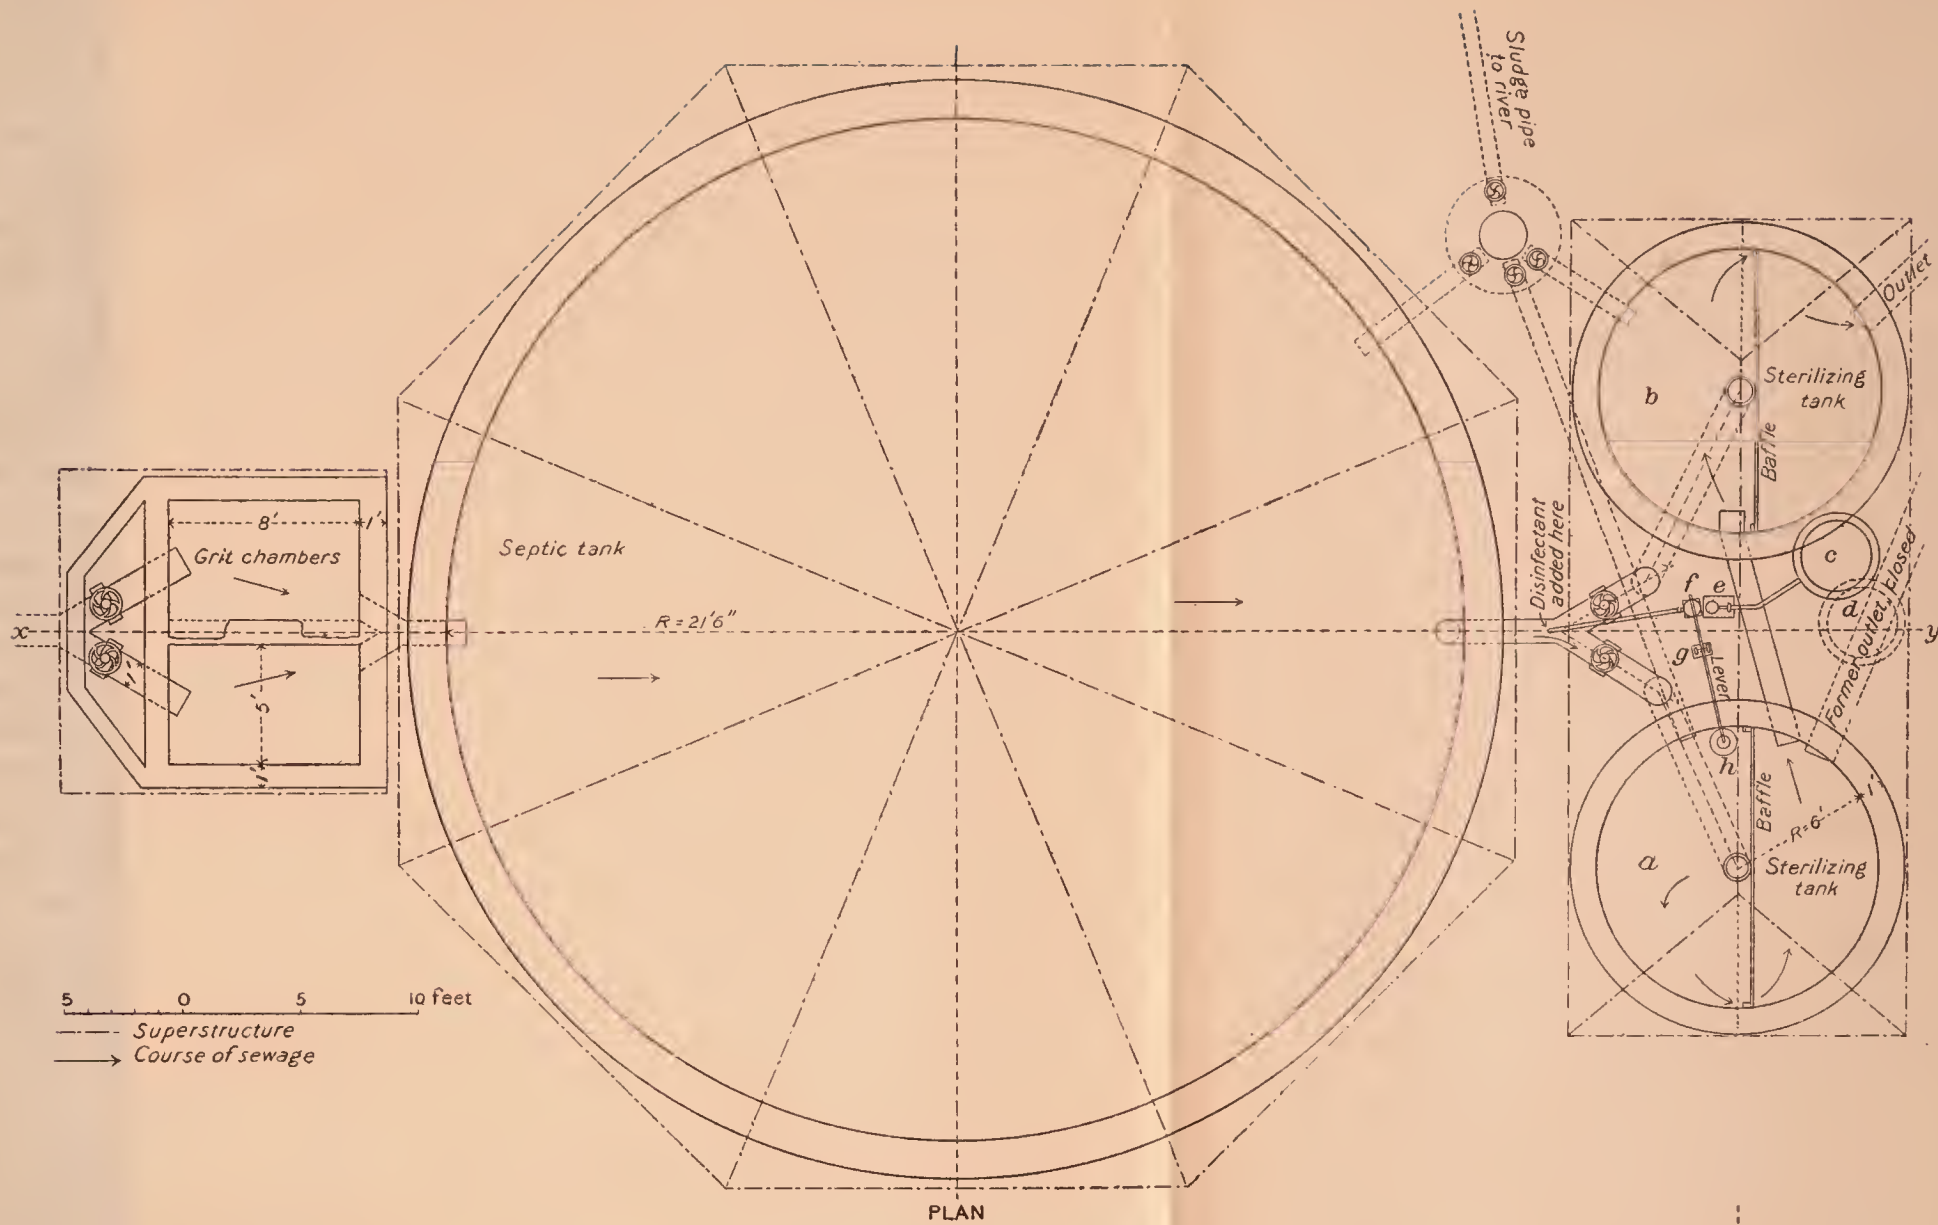 Sludge pipe
to river
Outlet
Sterilizing
tank
b
Baffle
8'
1'
Grit chambers
Septic tank
Disinfectant
added here
c
f
e
d
Former outlet, closed
x
R=21'6"
y
g
Lever
1'
5'
1'
h
Baffle
1'
R=6'
a
Sterilizing
tank
5 0 5 10 feet
Superstructure
Course of sewage
PLAN